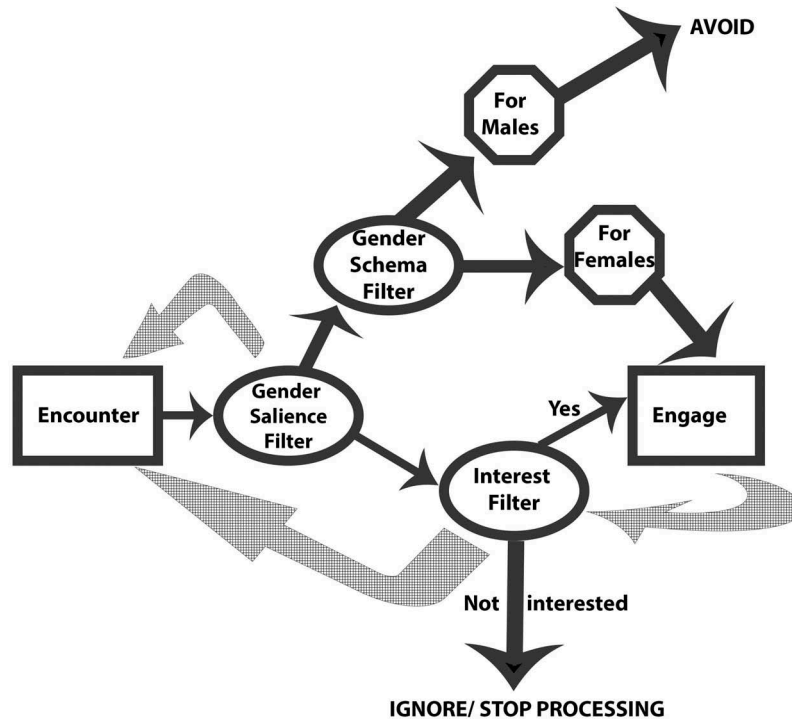 AVOID
For
Males
Gender
Schema
Filter
For
Females
Encounter
Gender
Salience
Filter
Yes
Engage
Interest
Filter
Not interested
IGNORE/ STOP PROCESSING